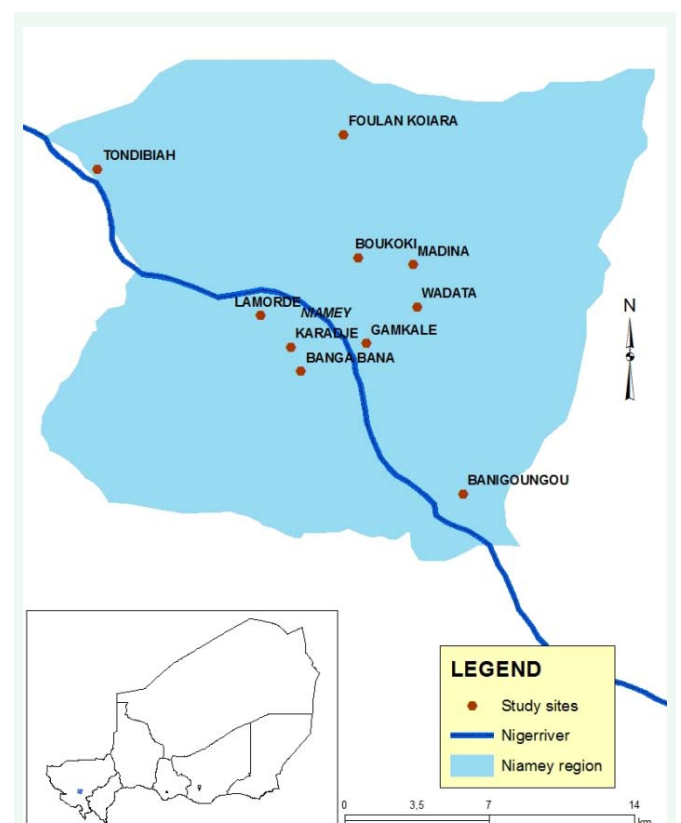 FOULAN KOIARA
TONDIBIAH
BOUKOKI
MADINA
WADATA
LAMORDE
NIAMEY
KARADJE
GAMKALE
BANGA BANA
BANIGOUNGOU
N
LEGEND
Study sites
Nigerriver
Niamey region
0 3,5 7 14
km